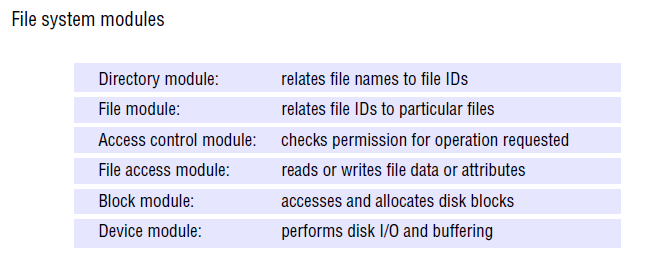 File system modules
Directory module: relates file names to file IDs
File module: relates file IDs to particular files
Access control module: checks permission for operation requested
File access module: reads or writes file data or attributes
Block module: accesses and allocates disk blocks
Device module: performs disk I/O and buffering